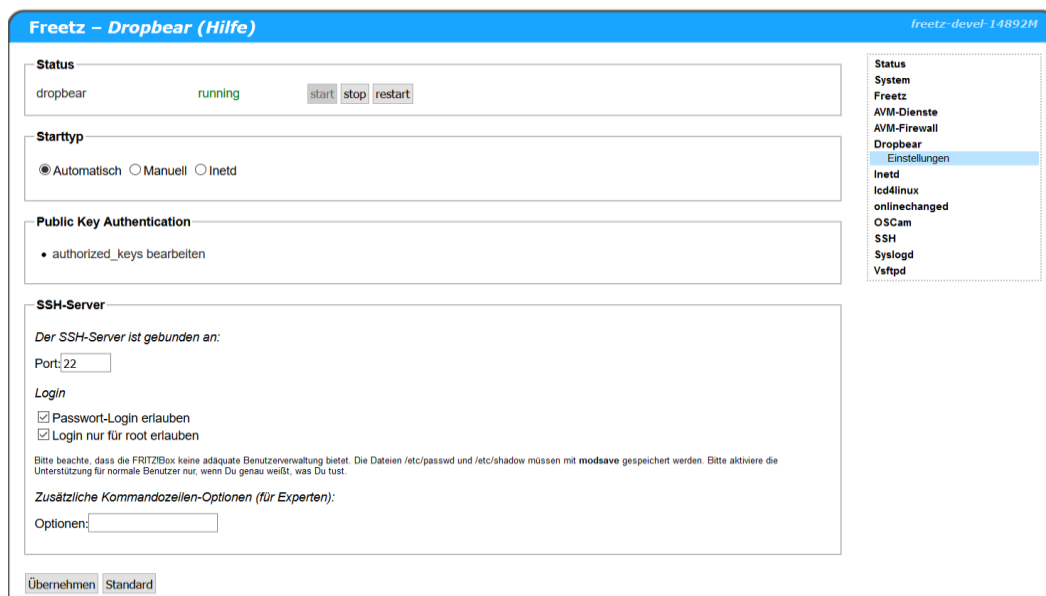 Freetz – Dropbear (Hilfe)
freetz-devel-14892M
Status
dropbear running start stop restart
Starttyp
Automatisch Manuell Inetd
Public Key Authentication
authorized_keys bearbeiten
SSH-Server
Der SSH-Server ist gebunden an:
Port: 22
Login
Passwort-Login erlauben
Login nur für root erlauben
Bitte beachte, dass die FRITZ!Box keine adäquate Benutzerverwaltung bietet. Die Dateien /etc/passwd und /etc/shadow müssen mit modsave gespeichert werden. Bitte aktiviere die
Unterstützung für normale Benutzer nur, wenn Du genau weißt, was Du tust.
Zusätzliche Kommandozeilen-Optionen (für Experten):
Optionen:
Übernehmen Standard
Status
System
Freetz
AVM-Dienste
AVM-Firewall
Dropbear
Einstellungen
Inetd
lcd4linux
onlinechanged
OSCam
SSH
Syslogd
Vsftpd